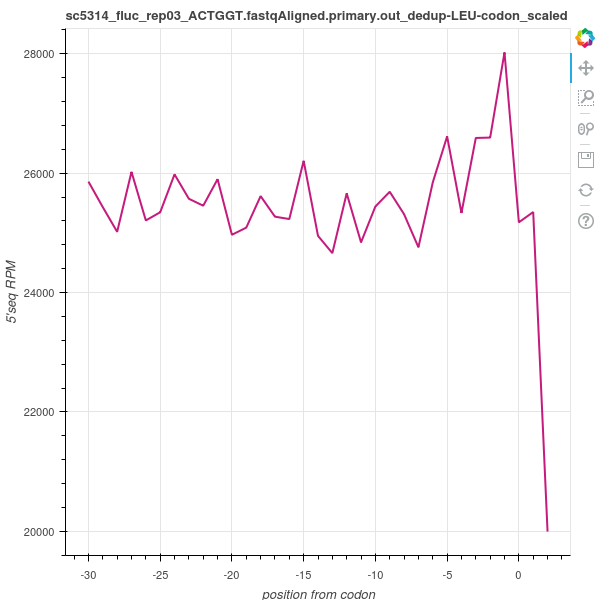 sc5314_fluc_rep03_ACTGGT.fastqAligned.primary.out_dedup-LEU-codon_scaled
28000
26000
24000
22000
20000
5'seq RPM
-30 -25 -20 -15 -10 -5 0
position from codon